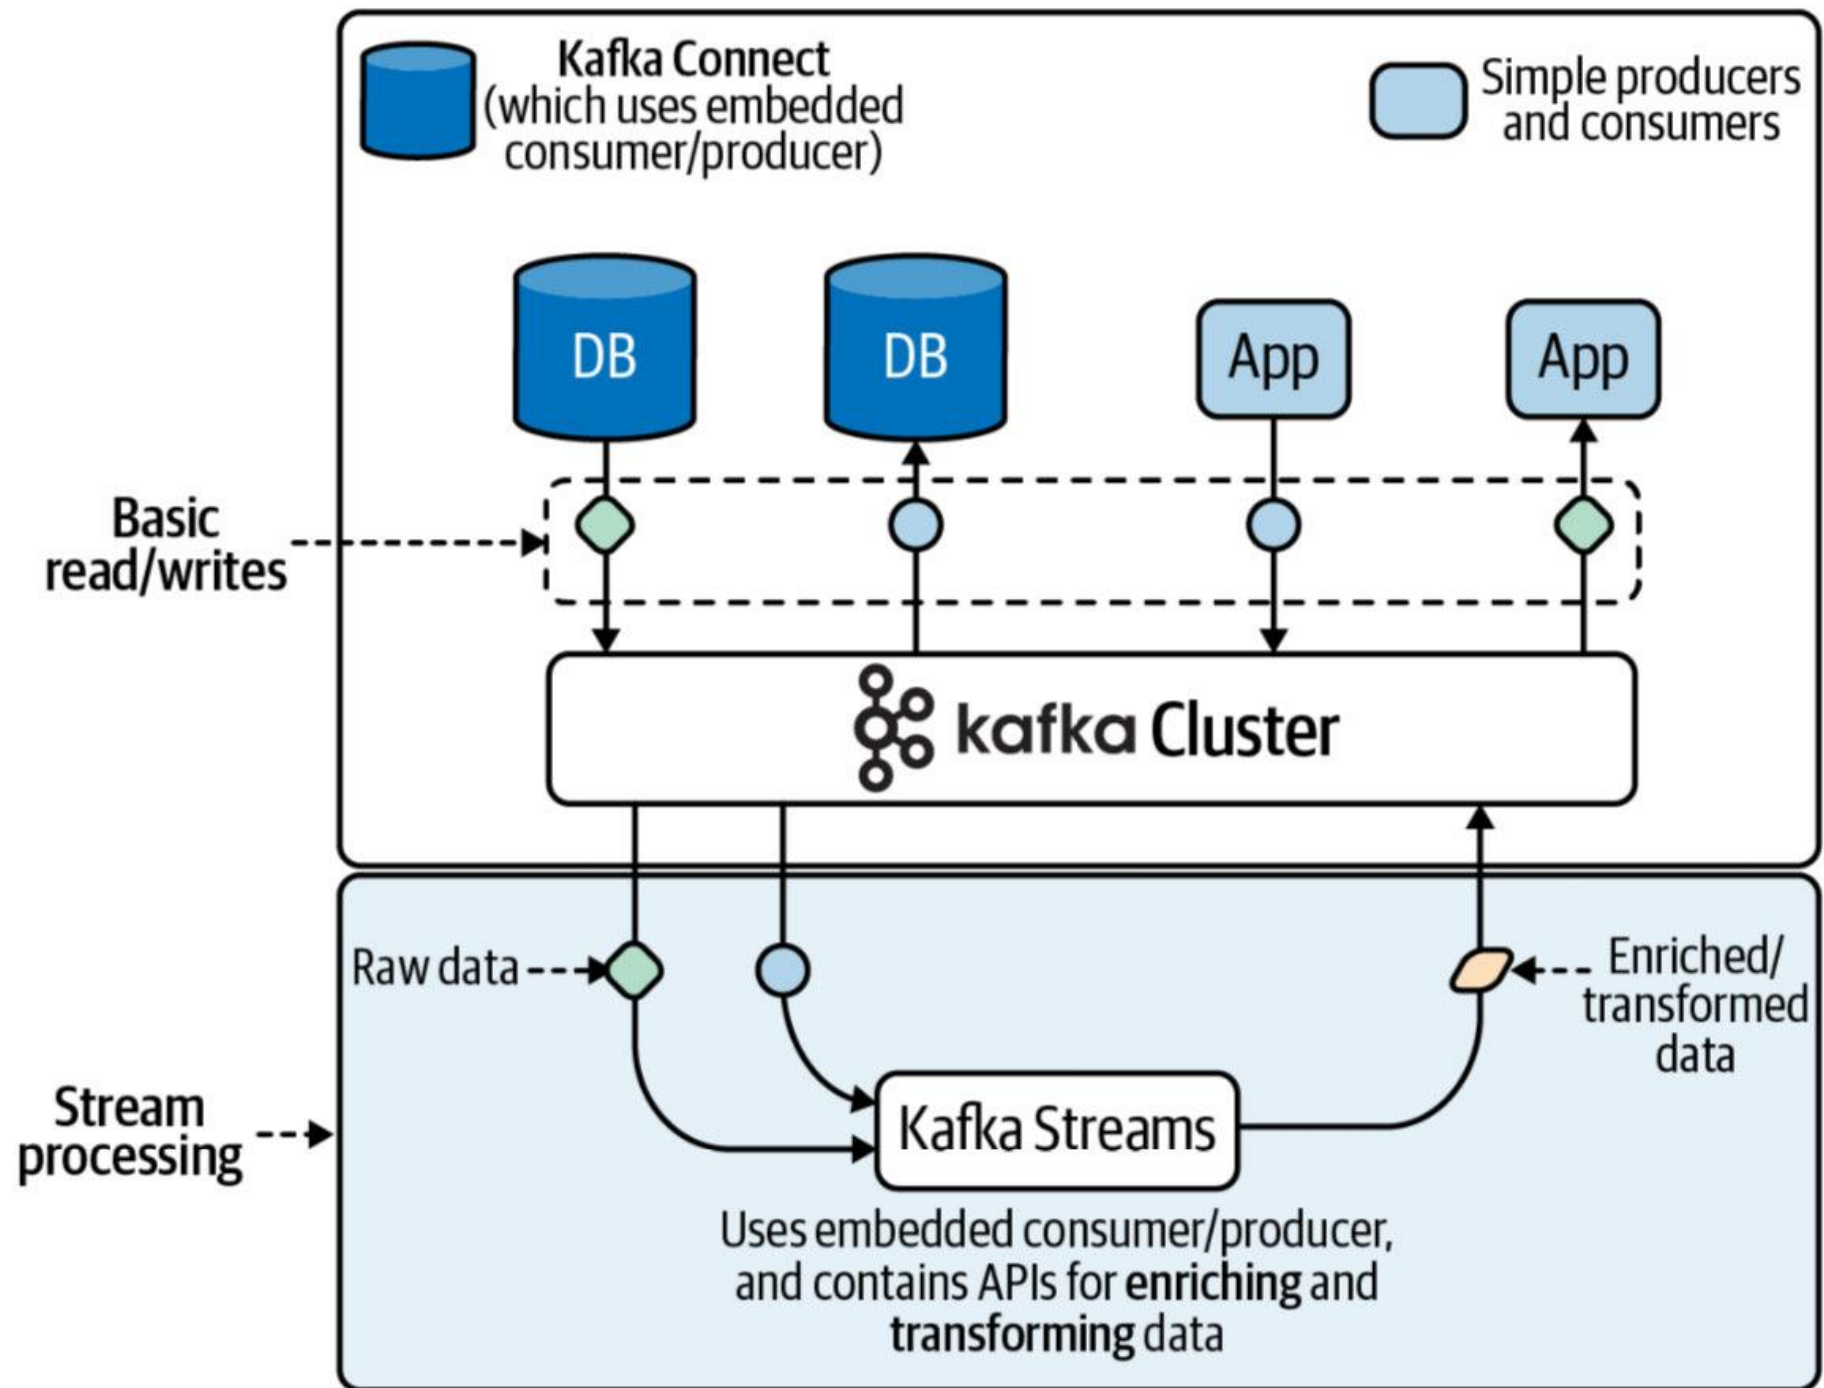 Kafka Connect
(which uses embedded
consumer/producer)
Simple producers
and consumers
DB
DB
App
App
Basic
read/writes
kafka Cluster
Raw data
Enriched/
transformed
data
Stream
processing
Kafka Streams
Uses embedded consumer/producer,
and contains APIs for enriching and
transforming data